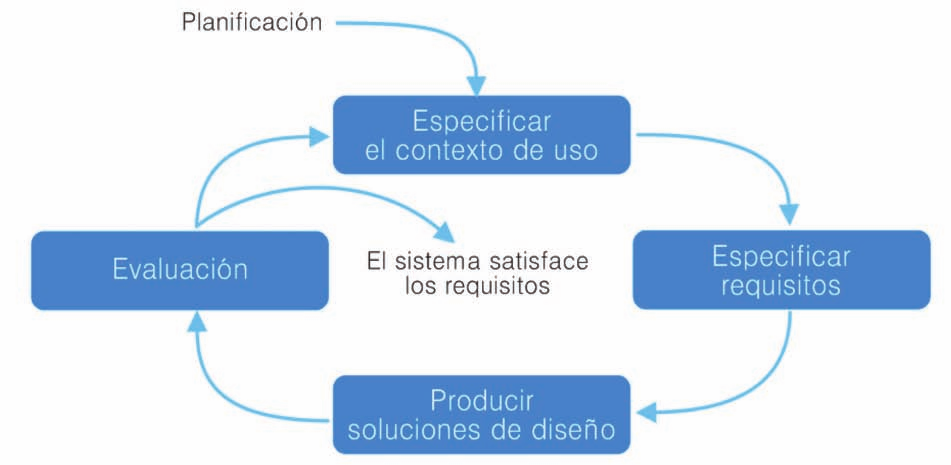 Planificación
Especificar
el contexto de uso
Evaluación
El sistema satisface
los requisitos
Especificar
requisitos
Producir
soluciones de diseño